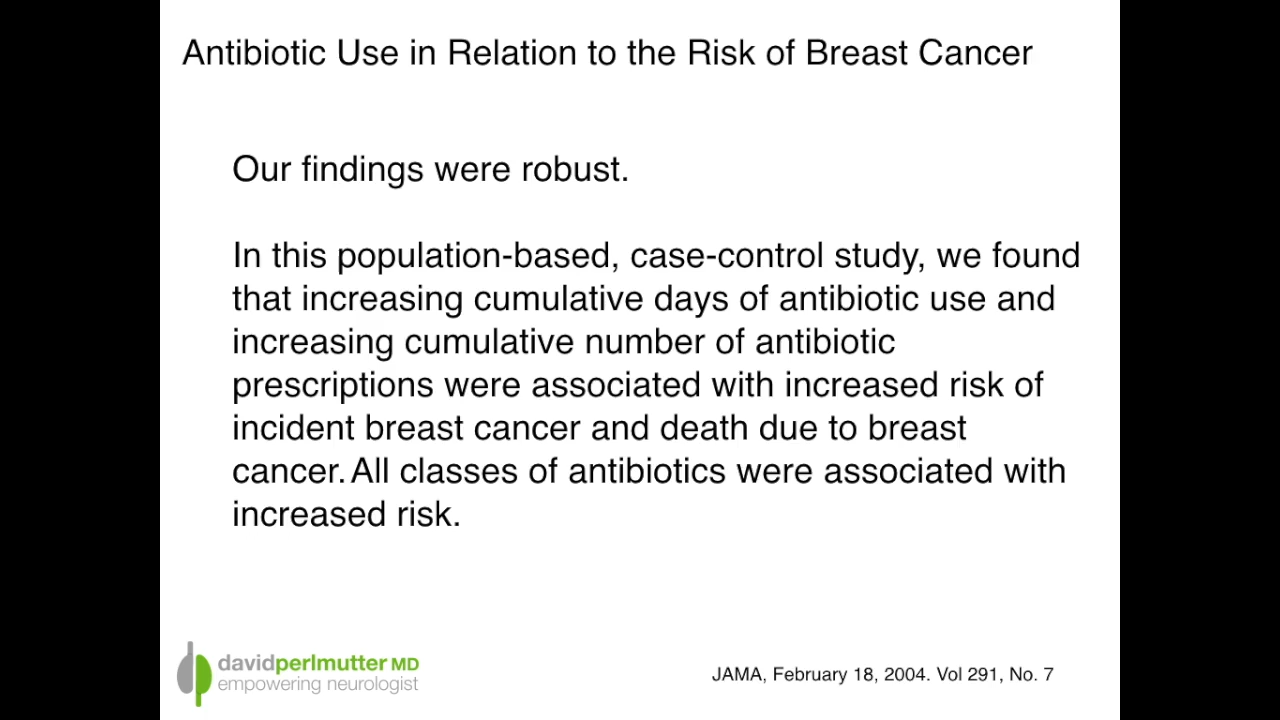 Antibiotic Use in Relation to the Risk of Breast Cancer
Our findings were robust.
In this population-based, case-control study, we found
that increasing cumulative days of antibiotic use and
increasing cumulative number of antibiotic
prescriptions were associated with increased risk of
incident breast cancer and death due to breast
cancer. All classes of antibiotics were associated with
increased risk.
davidperlmutter MD
empowering neurologist
JAMA, February 18, 2004. Vol 291, No. 7